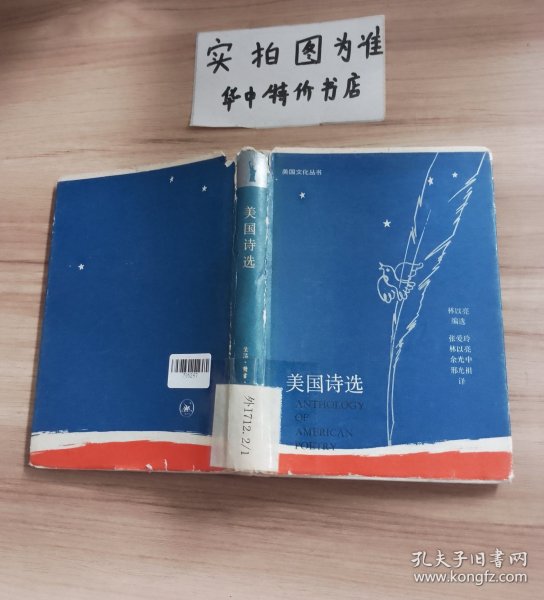 实拍图为准
华中特价书店
美国文化丛书
美国诗选
林以亮
编选
张爱玲
林以亮
余光中
邢光祖
译
美国诗选
ANTHOLOGY
OF
AMERICAN
POETRY
生活·读书·
外1712.2/1
孔夫子旧书网
www.kongfz.com